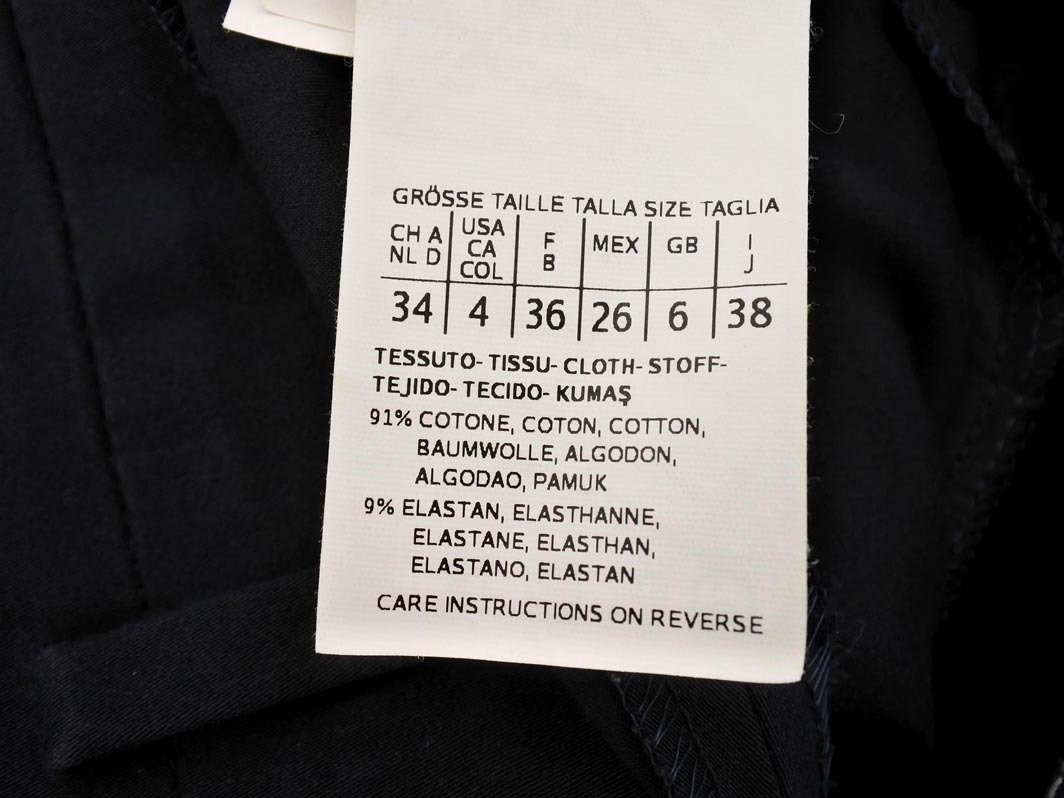 GRÖSSE TAILLE TALLA SIZE TAGLIA
CH A USA F MEX GB I
NL D CA B J
COL
34 4 36 26 6 38
TESSUTO- TISSU- CLOTH- STOFF-
TEJIDO- TECIDO- KUMAŞ
91% COTONE, COTON, COTTON,
BAUMWOLLE, ALGODON,
ALGODAO, PAMUK
9% ELASTAN, ELASTHANNE,
ELASTANE, ELASTHAN,
ELASTANO, ELASTAN
CARE INSTRUCTIONS ON REVERSE